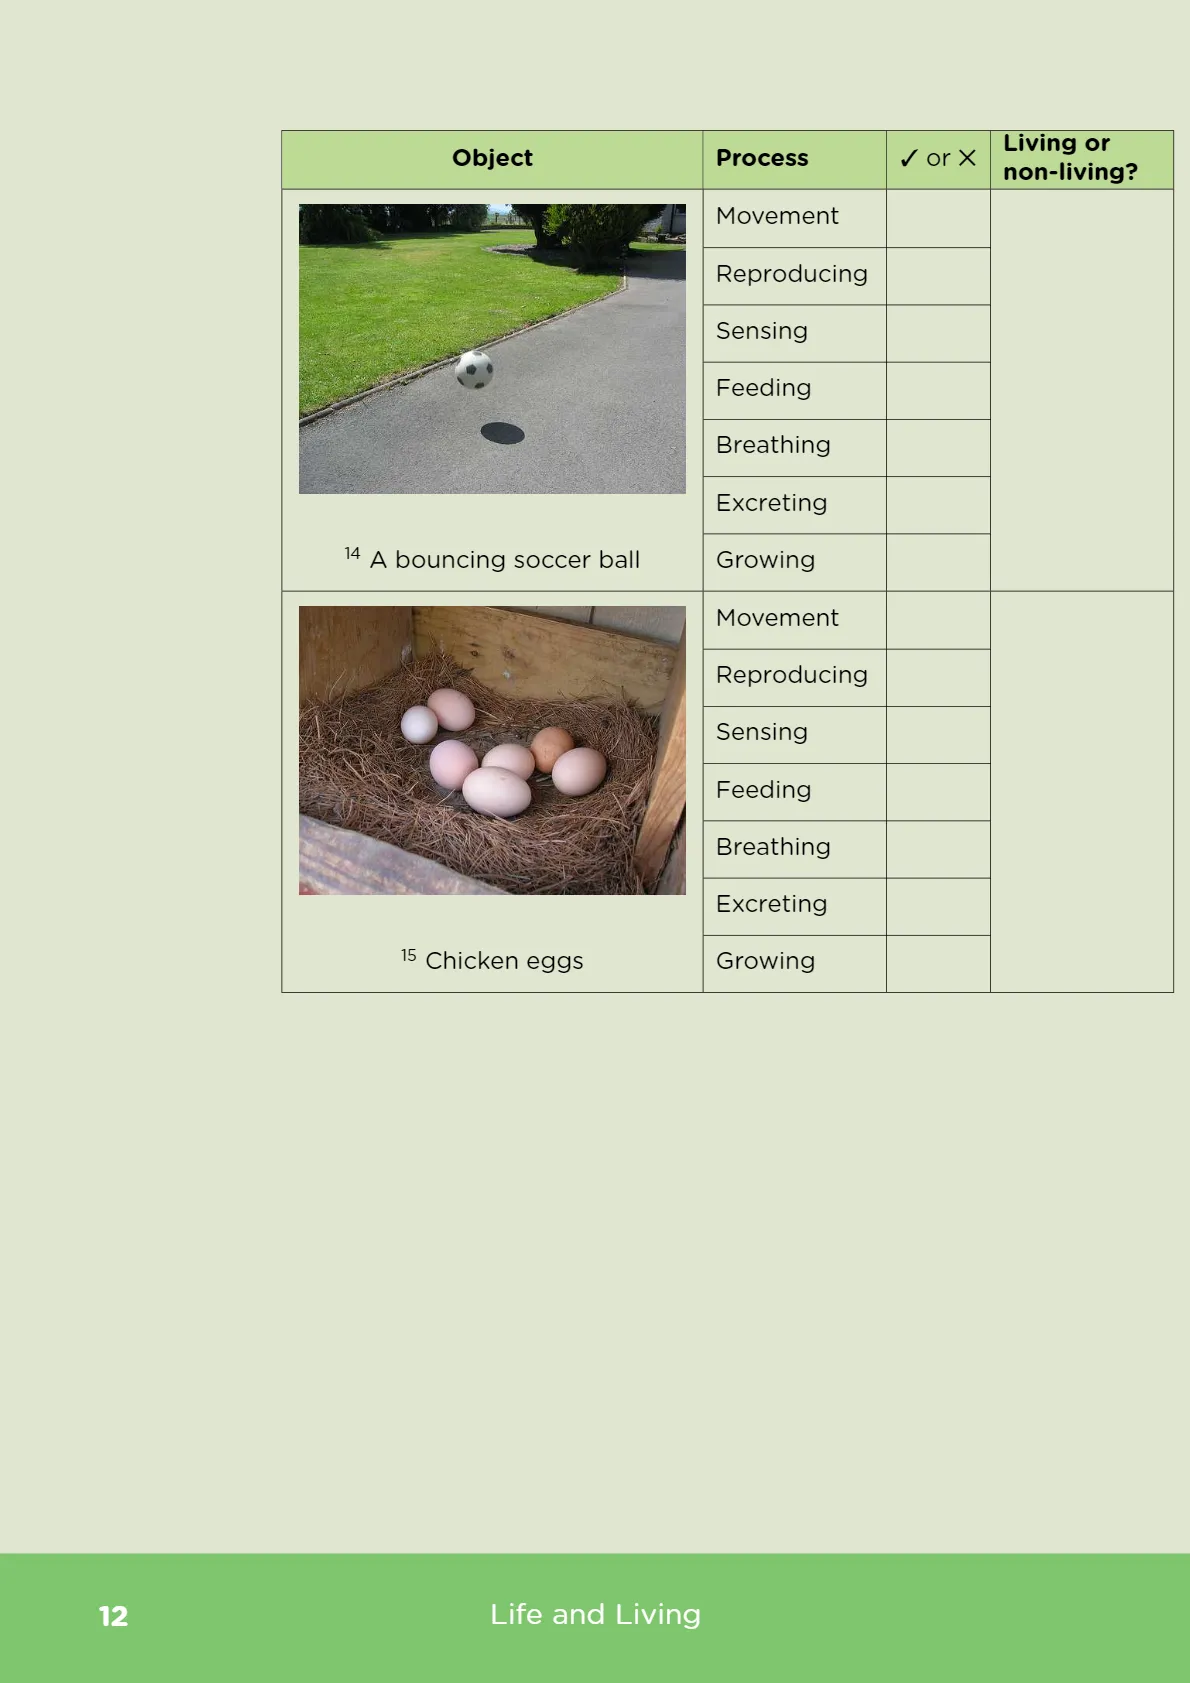 Object Process ✓ or ✕ Living or non-living?
Movement
Reproducing
Sensing
Feeding
Breathing
Excreting
14 A bouncing soccer ball Growing
Movement
Reproducing
Sensing
Feeding
Breathing
Excreting
15 Chicken eggs Growing
12 Life and Living